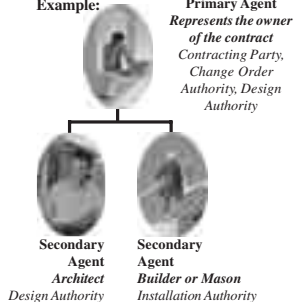 Example:
Primary Agent
Represents the owner
of the contract
Contracting Party,
Change Order
Authority, Design
Authority
Secondary
Agent
Architect
Design Authority
Secondary
Agent
Builder or Mason
Installation Authority